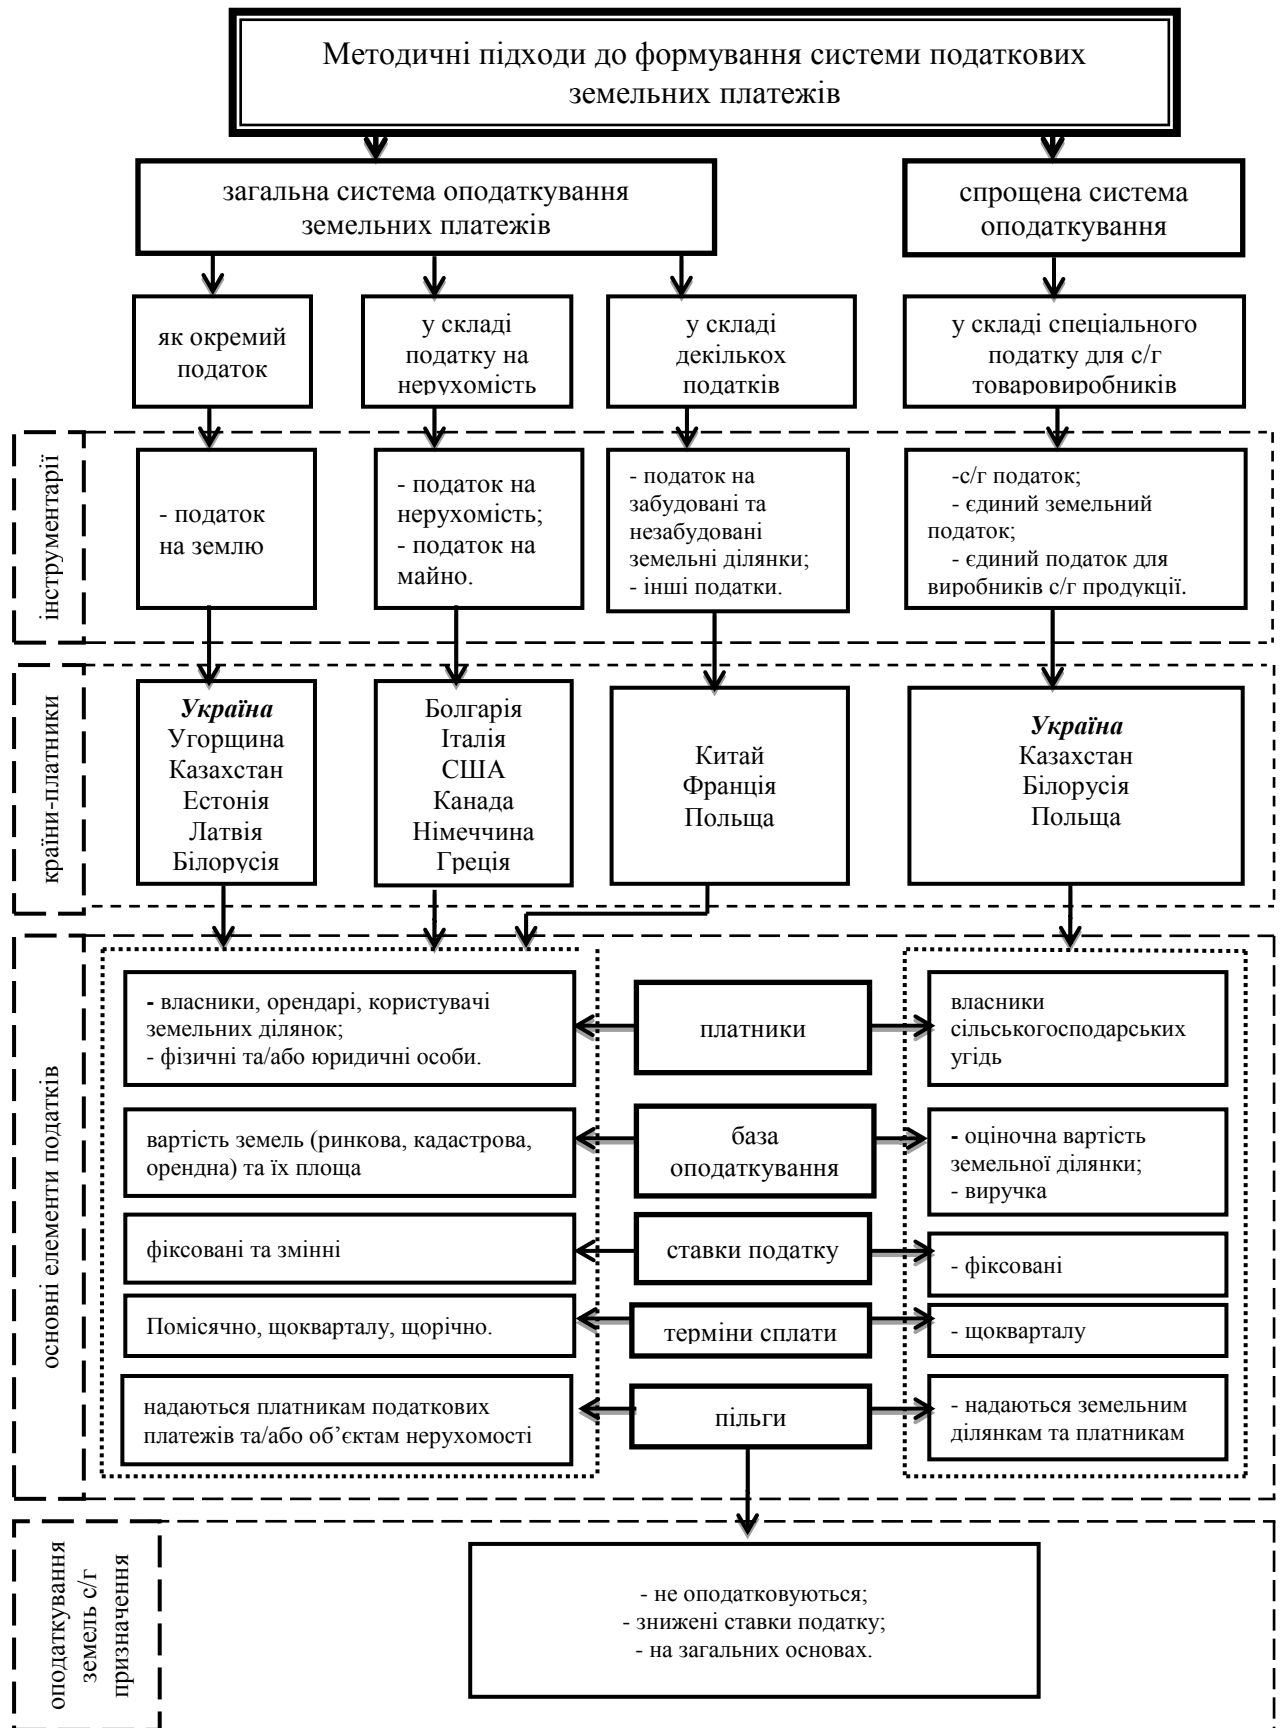 Методичні підходи до формування системи податкових
земельних платежів
загальна система оподаткування
земельних платежів
спрощена система
оподаткування
як окремий
податок
у складі
податку на
нерухомість
у складі
декількох
податків
у складі спеціального
податку для с/г
товаровиробників
інструментарії
- податок
на землю
- податок на
нерухомість;
- податок на
майно.
- податок на
забудовані та
незабудовані
земельні ділянки;
- інші податки.
-с/г податок;
- єдиний земельний
податок;
- єдиний податок для
виробників с/г продукції.
країни-платники
Україна
Угорщина
Казахстан
Естонія
Латвія
Білорусія
Болгарія
Італія
США
Канада
Німеччина
Греція
Китай
Франція
Польща
Україна
Казахстан
Білорусія
Польща
основні елементи податків
- власники, орендарі, користувачі
земельних ділянок;
- фізичні та/або юридичні особи.
платники
власники
сільськогосподарських
угідь
вартість земель (ринкова, кадастрова,
орендна) та їх площа
база
оподаткування
- оціночна вартість
земельної ділянки;
- виручка
фіксовані та змінні
ставки податку
- фіксовані
Помісячно, щокварталу, щорічно.
терміни сплати
- щокварталу
надаються платникам податкових
платежів та/або об’єктам нерухомості
пільги
- надаються земельним
ділянкам та платникам
оподаткування
земель с/г
призначення
- не оподатковуються;
- знижені ставки податку;
- на загальних основах.